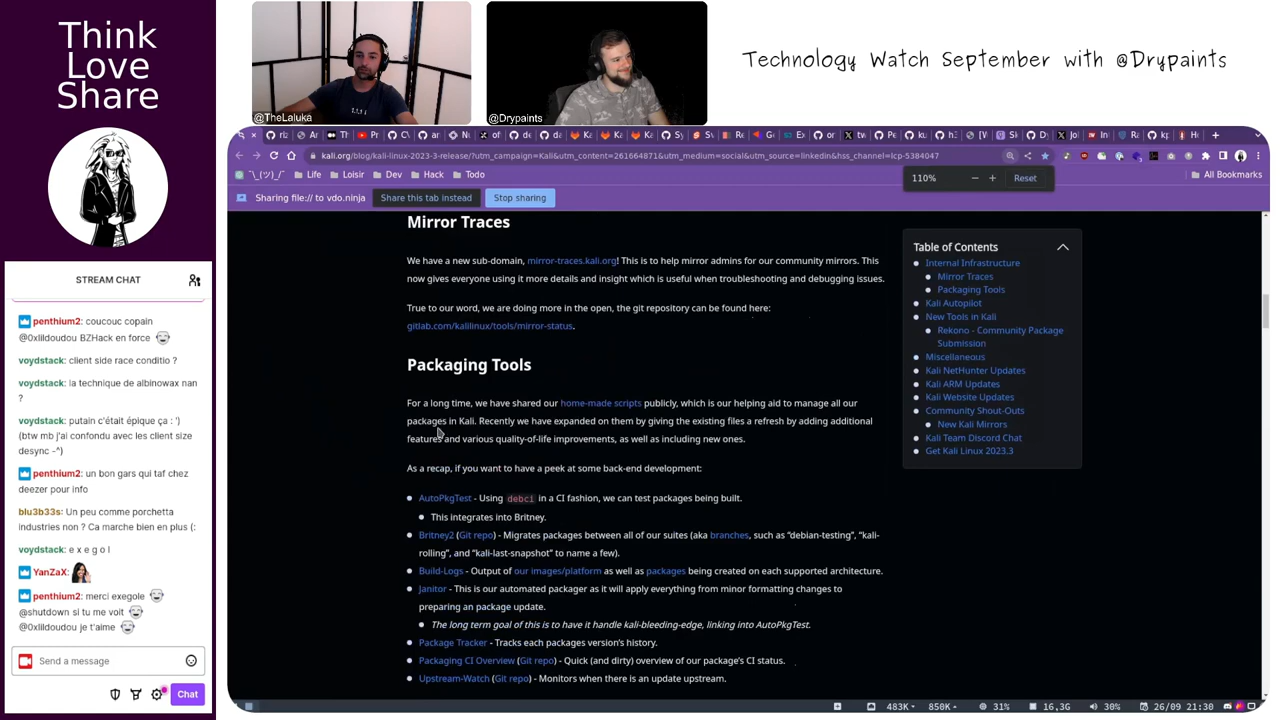 Think
Love
Share
@TheLaluka
@Drypaints
Technology Watch September with @Drypaints
kali.org/blog/kali-linux-2023-3-release/?utm_campaign=Kali&utm_content=261664871&utm_medium=social&utm_source=linkedin&hss_channel=lcp-5384047
¯\_(ツ)_/¯ Life Loisir Dev Hack Todo All Bookmarks
110% − + Reset
Sharing file:// to vdo.ninja Share this tab instead Stop sharing
Mirror Traces
We have a new sub-domain, mirror-traces.kali.org! This is to help mirror admins for our community mirrors. This
now gives everyone using it more details and insight which is useful when troubleshooting and debugging issues.
True to our word, we are doing more in the open, the git repository can be found here:
gitlab.com/kalilinux/tools/mirror-status.
Packaging Tools
For a long time, we have shared our home-made scripts publicly, which is our helping aid to manage all our
packages in Kali. Recently we have expanded on them by giving the existing files a refresh by adding additional
features and various quality-of-life improvements, as well as including new ones.
As a recap, if you want to have a peek at some back-end development:
AutoPkgTest - Using debci in a CI fashion, we can test packages being built.
This integrates into Britney.
Britney2 (Git repo) - Migrates packages between all of our suites (aka branches, such as "debian-testing", "kali-
rolling", and "kali-last-snapshot" to name a few).
Build-Logs - Output of our images/platform as well as packages being created on each supported architecture.
Janitor - This is our automated packager as it will apply everything from minor formatting changes to
preparing an package update.
The long term goal of this is to have it handle kali-bleeding-edge, linking into AutoPkgTest.
Package Tracker - Tracks each packages version's history.
Packaging CI Overview (Git repo) - Quick (and dirty) overview of our package's CI status.
Upstream-Watch (Git repo) - Monitors when there is an update upstream.
Table of Contents
Internal Infrastructure
Mirror Traces
Packaging Tools
Kali Autopilot
New Tools in Kali
Rekono - Community Package
Submission
Miscellaneous
Kali NetHunter Updates
Kali ARM Updates
Kali Website Updates
Community Shout-Outs
New Kali Mirrors
Kali Team Discord Chat
Get Kali Linux 2023.3
STREAM CHAT
penthium2: coucouc copain
@0xlildoudou BZHack en force
voydstack: client side race conditio ?
voydstack: la technique de albinowax nan
?
voydstack: putain c'était épique ça : ')
(btw mb j'ai confondu avec les client size
desync -^)
penthium2: un bon gars qui taf chez
deezer pour info
blu3b33s: Un peu comme porchetta
industries non ? Ca marche bien en plus (:
voydstack: e x e g o l
YanZaX:
penthium2: merci exegole
@shutdown si tu me voit
@0xlildoudou je t'aime
Send a message
Chat
483K 850K 31% 16,3G 30% 26/09 21:30